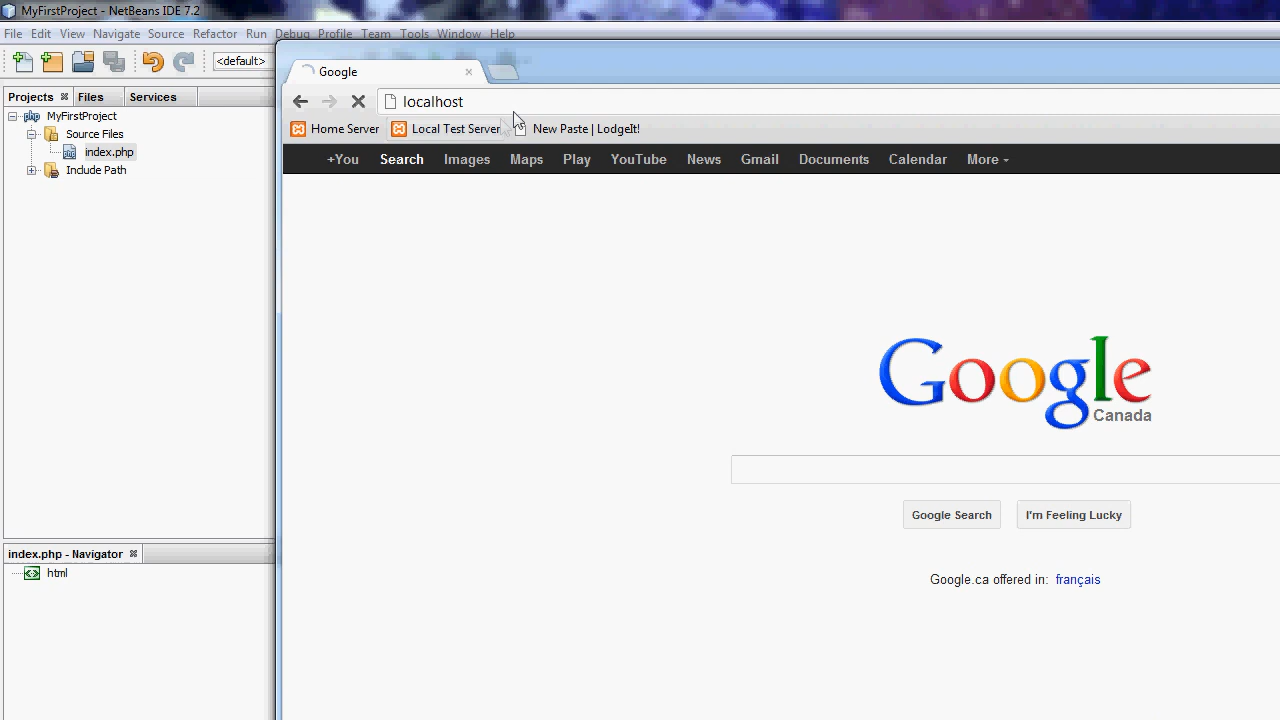 MyFirstProject - NetBeans IDE 7.2
File Edit View Navigate Source Refactor Run Debug Profile Team Tools Window Help
<default>
Google
localhost
Home Server Local Test Server New Paste | LodgeIt!
+You Search Images Maps Play YouTube News Gmail Documents Calendar More
Projects Files Services
MyFirstProject
Source Files
index.php
Include Path
Google
Canada
Google Search I'm Feeling Lucky
Google.ca offered in: français
index.php - Navigator
html